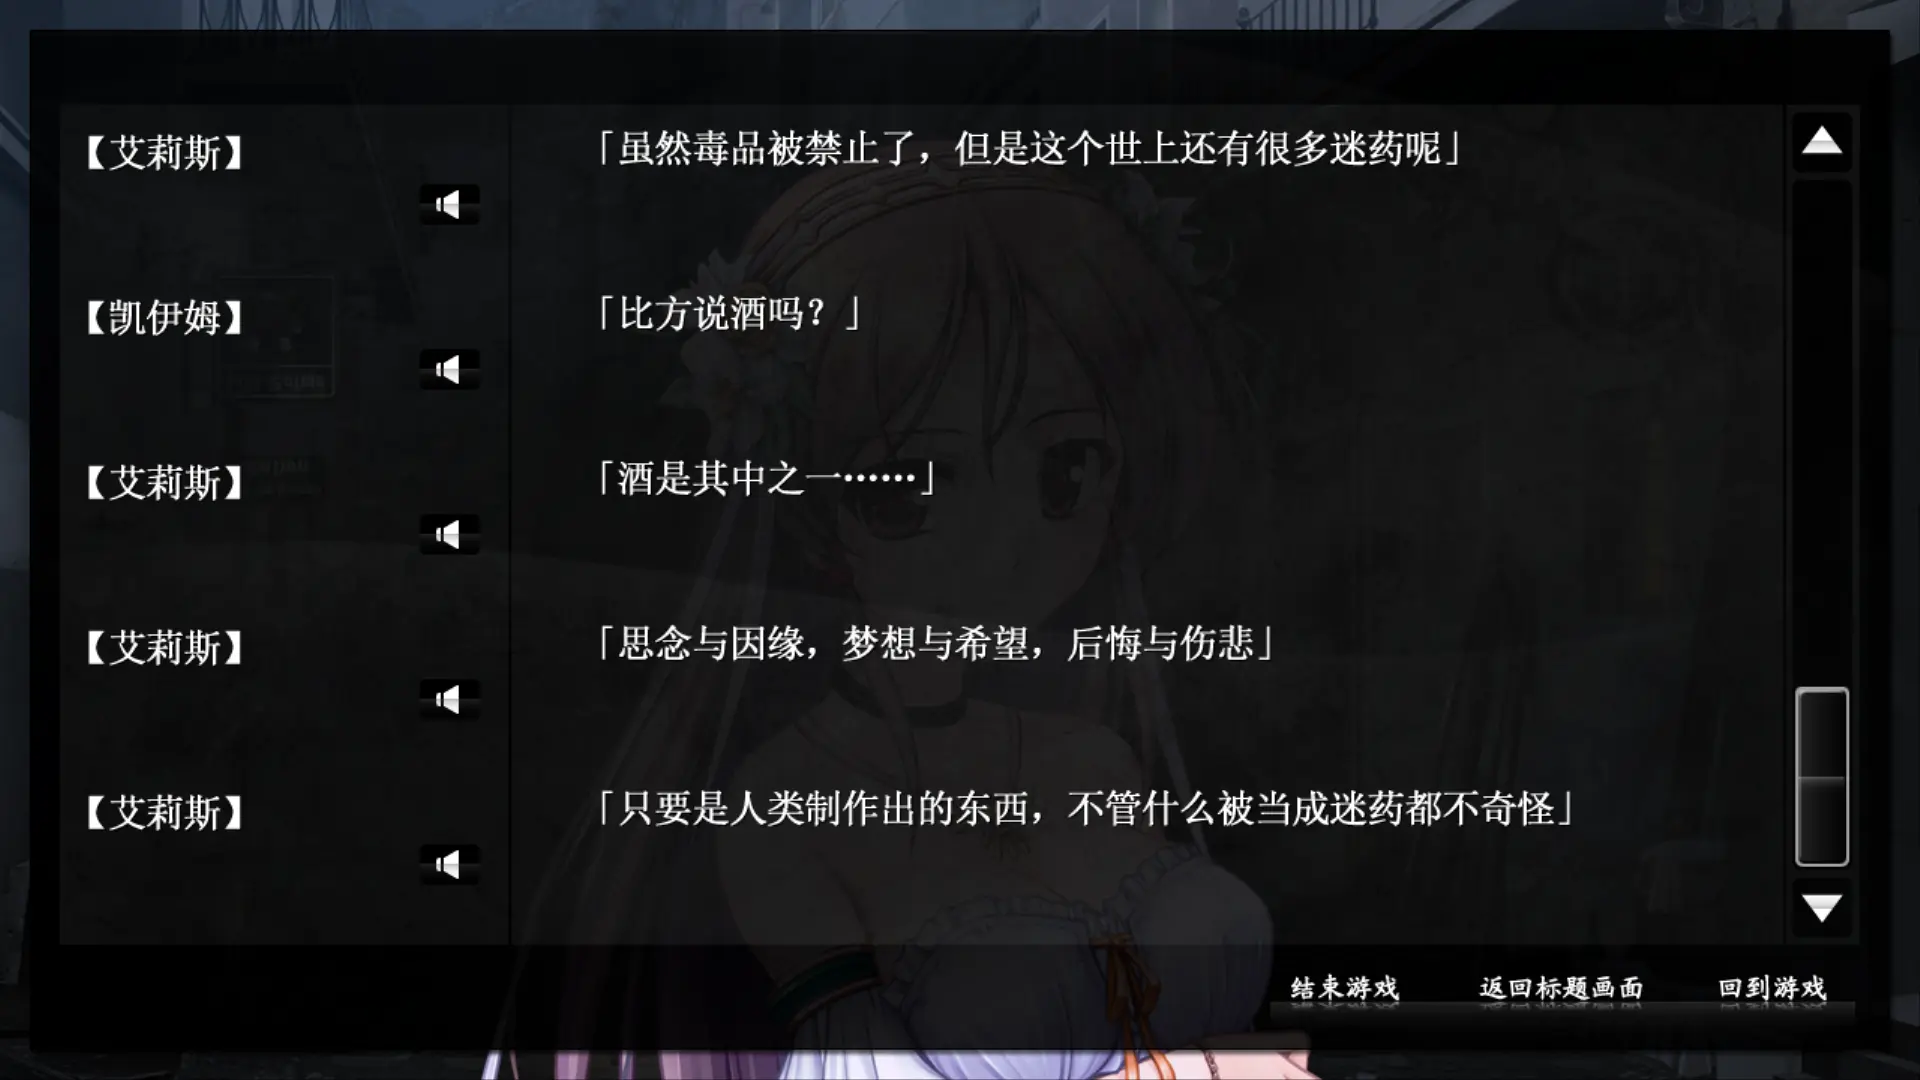 【艾莉斯】
「虽然毒品被禁止了，但是这个世上还有很多迷药呢」
【凯伊姆】
「比方说酒吗？」
【艾莉斯】
「酒是其中之一……」
【艾莉斯】
「思念与因缘，梦想与希望，后悔与伤悲」
【艾莉斯】
「只要是人类制作出的东西，不管什么被当成迷药都不奇怪」
结束游戏
返回标题画面
回到游戏